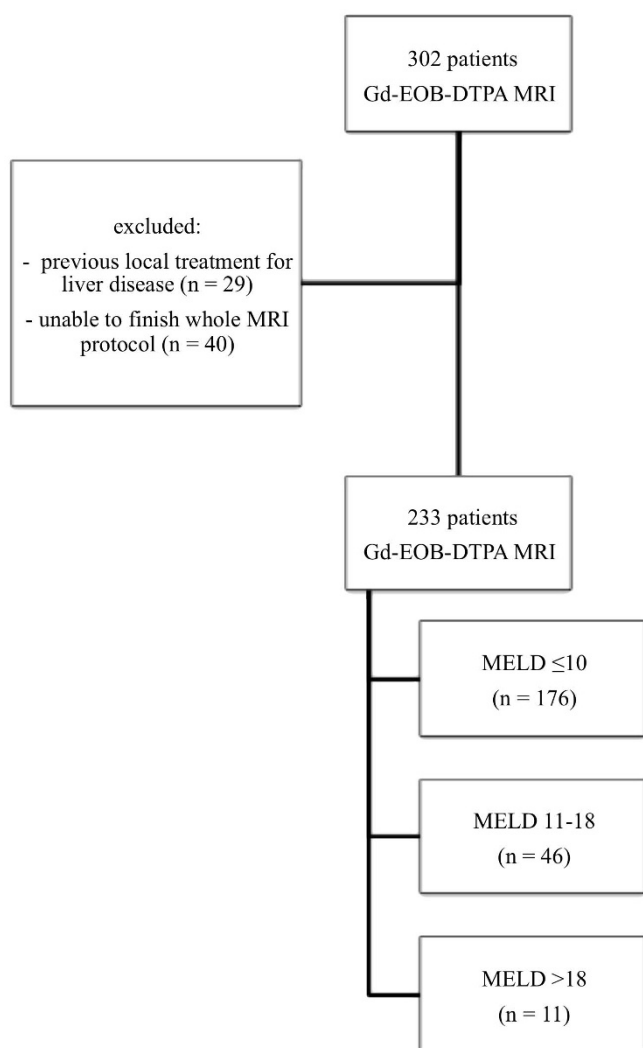 302 patients
Gd-EOB-DTPA MRI
excluded:
- previous local treatment for
liver disease (n = 29)
- unable to finish whole MRI
protocol (n = 40)
233 patients
Gd-EOB-DTPA MRI
MELD ≤10
(n = 176)
MELD 11-18
(n = 46)
MELD >18
(n = 11)